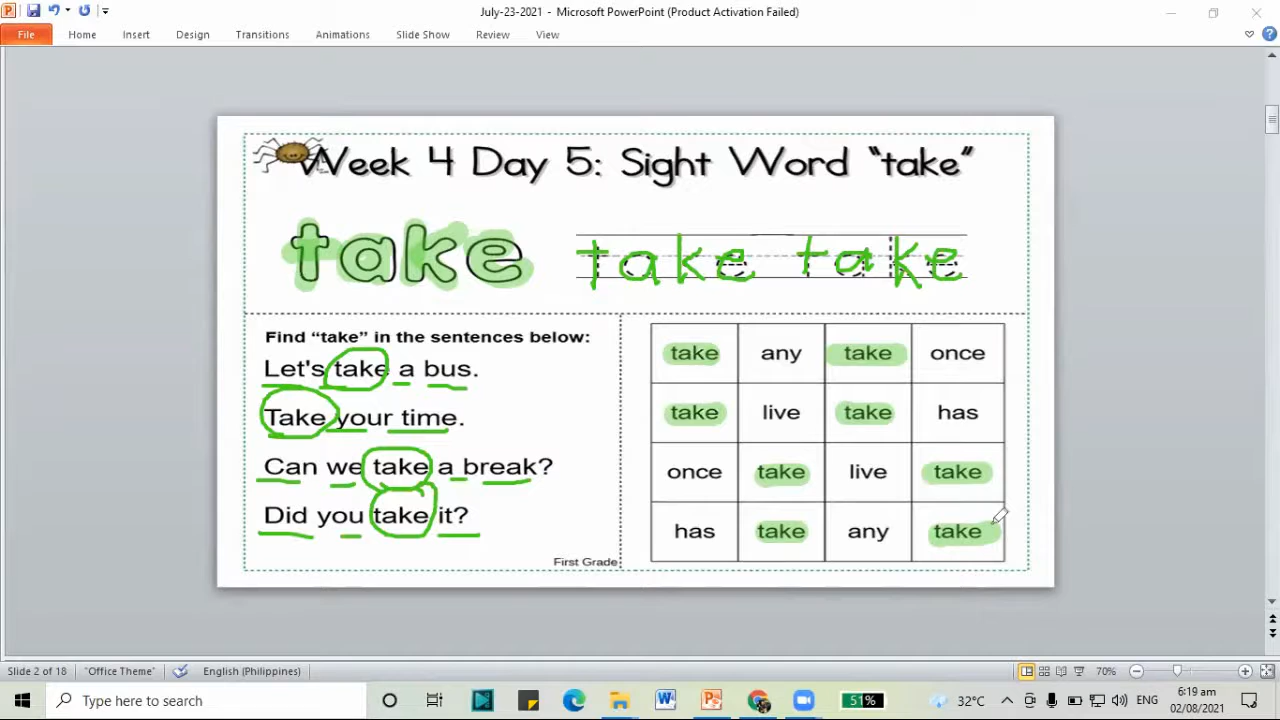 July-23-2021 - Microsoft PowerPoint (Product Activation Failed)
File Home Insert Design Transitions Animations Slide Show Review View
Week 4 Day 5: Sight Word "take"
take take take
Find "take" in the sentences below:
Let's take a bus.
Take your time.
Can we take a break?
Did you take it?
First Grade
take any take once
take live take has
once take live take
has take any take
Slide 2 of 18 "Office Theme" English (Philippines) 70%
Type here to search 51% 32°C ENG 6:19 am
02/08/2021